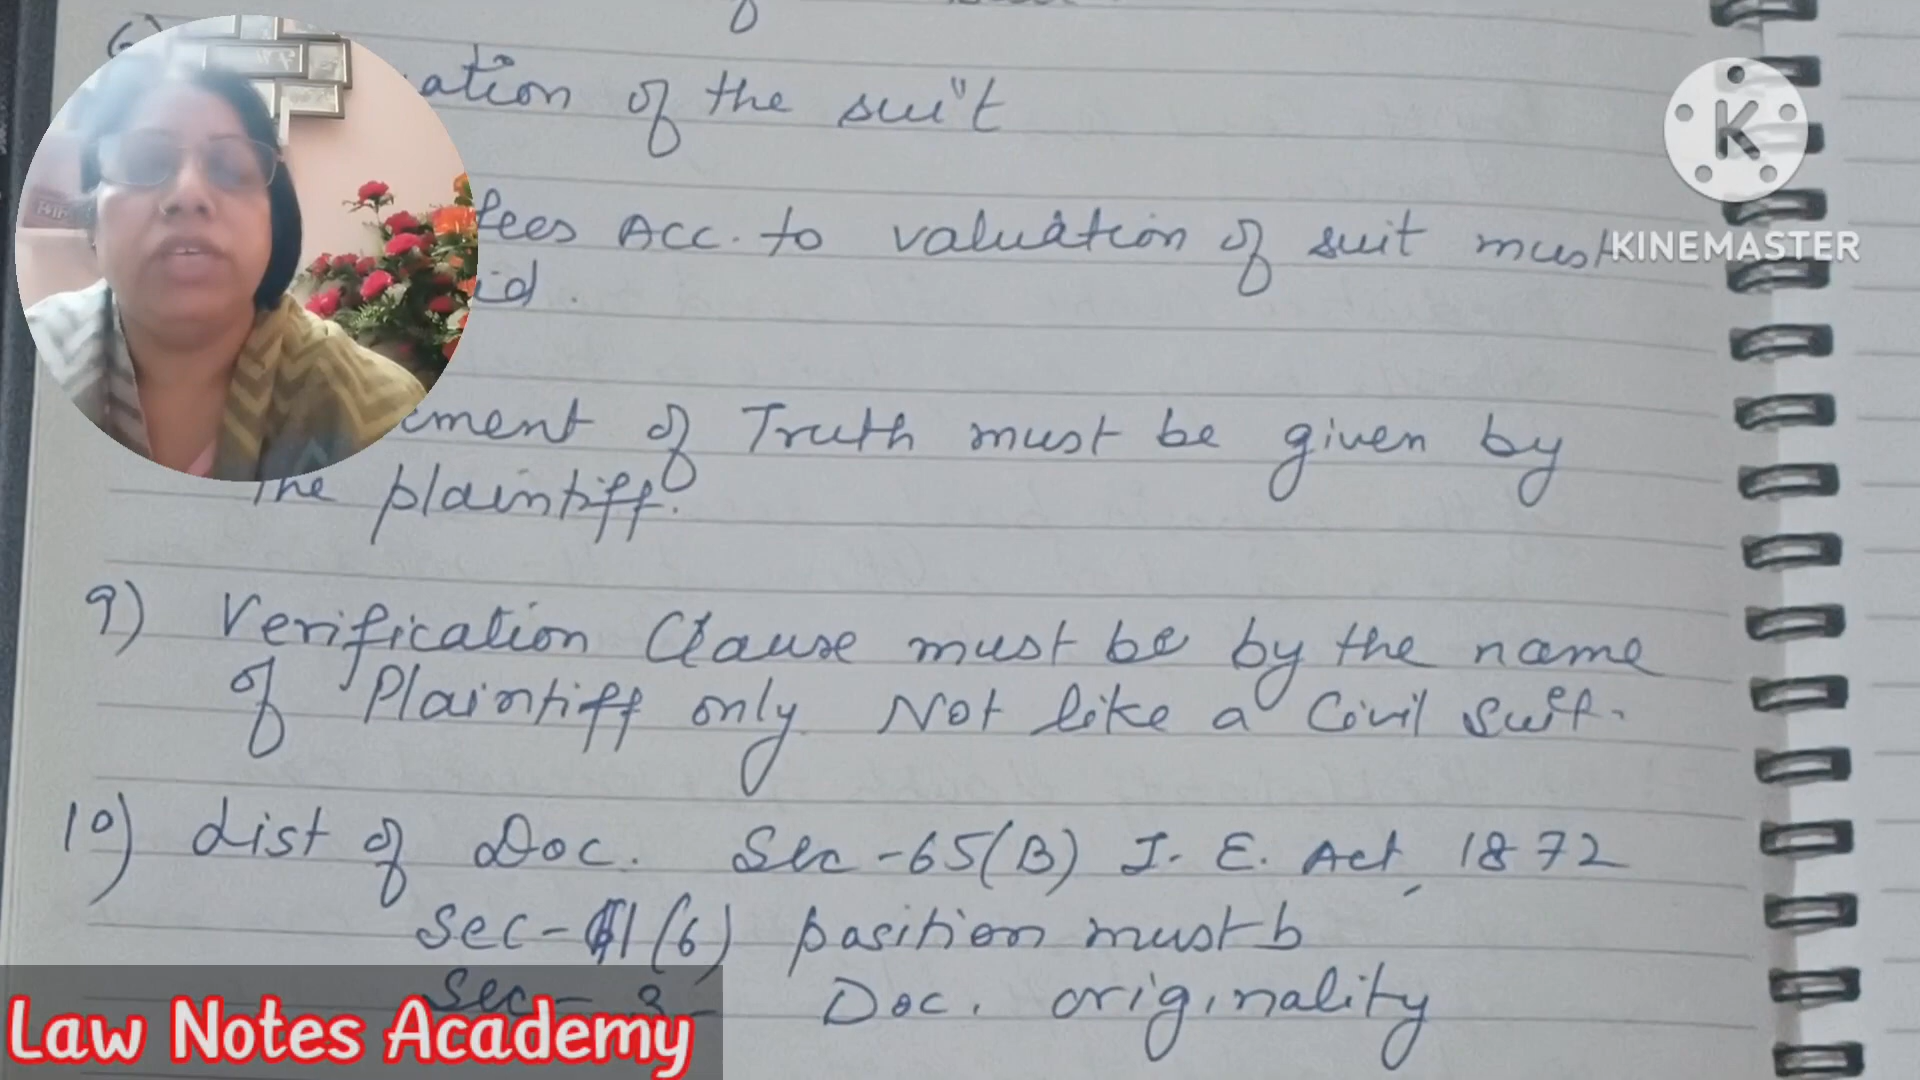 6)
ation of the suit
fees Acc. to valuation of suit must
id.
ement of Truth must be given by
the plaintiff.
9) Verification Clause must be by the name
of Plaintiff only Not like a Civil Suit.
10) List of Doc. Sec-65(B) I. E. Act, 1872
Sec- (6) position must b
Sec- Doc. originality
KINEMASTER
Law Notes Academy